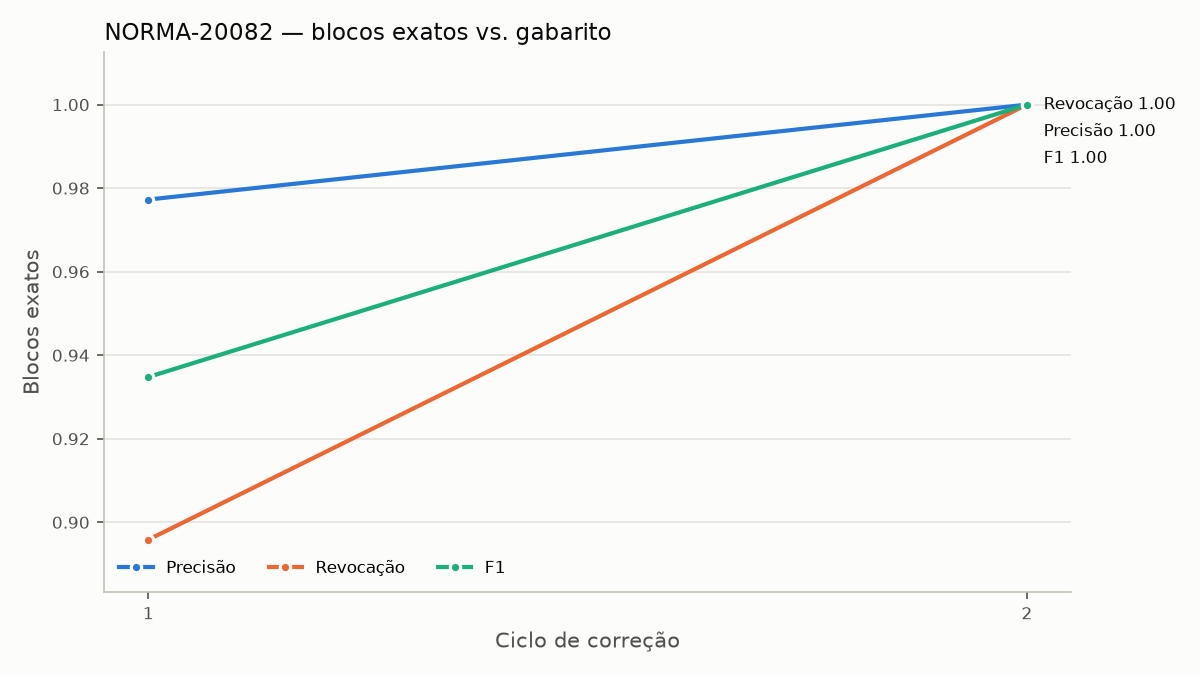 NORMA-20082 — blocos exatos vs. gabarito
1.00
0.98
0.96
0.94
0.92
0.90
Blocos exatos
Revocação 1.00
Precisão 1.00
F1 1.00
Precisão Revocação F1
1 2
Ciclo de correção